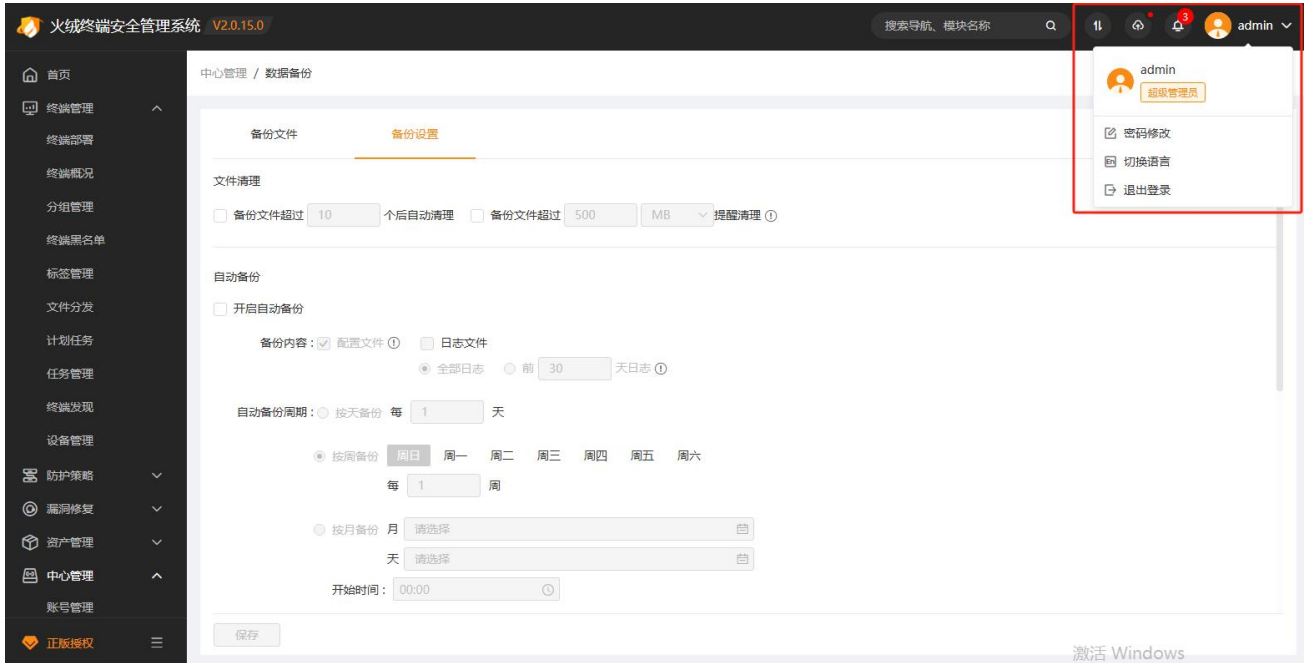 火绒终端安全管理系统 V2.0.15.0
搜索导航、模块名称
3
admin
首页
终端管理
终端部署
终端概况
分组管理
终端黑名单
标签管理
文件分发
计划任务
任务管理
终端发现
设备管理
防护策略
漏洞修复
资产管理
中心管理
账号管理
正版授权
中心管理 / 数据备份
admin
超级管理员
密码修改
En 切换语言
退出登录
备份文件 备份设置
文件清理
备份文件超过 10 个后自动清理 备份文件超过 500 MB 提醒清理
自动备份
开启自动备份
备份内容: 配置文件 日志文件
全部日志 前 30 天日志
自动备份周期: 按天备份 每 1 天
按周备份 周日 周一 周二 周三 周四 周五 周六
每 1 周
按月备份 月 请选择
天 请选择
开始时间: 00:00
保存
激活 Windows